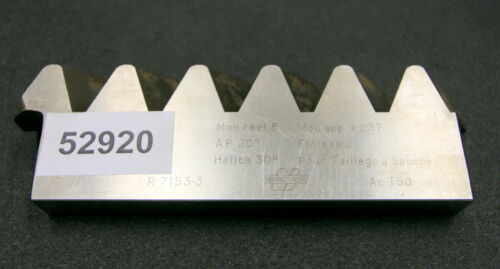 52920
Mod reel 8 Mod app 9.237
AP 20° Finisseur
Helice 30° Pour Taillage a Gauche
R 7153-3 Ac T50